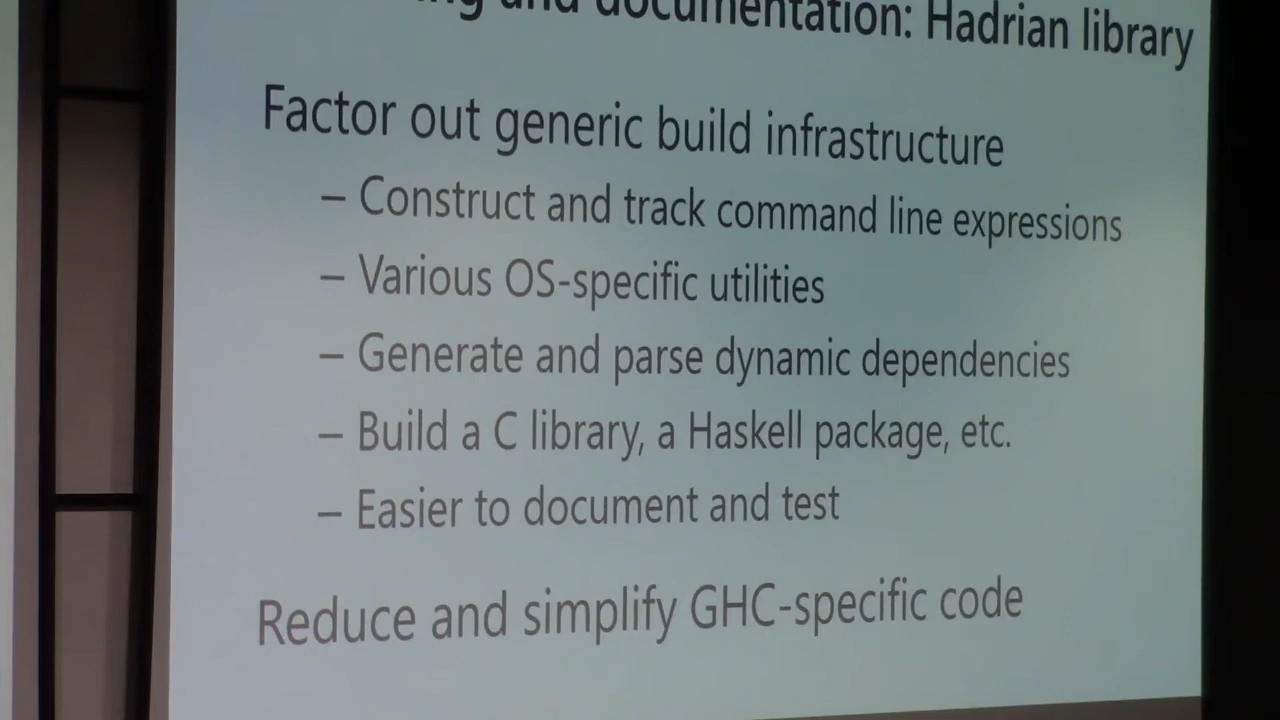 and documentation: Hadrian library
Factor out generic build infrastructure
– Construct and track command line expressions
– Various OS-specific utilities
– Generate and parse dynamic dependencies
– Build a C library, a Haskell package, etc.
– Easier to document and test
Reduce and simplify GHC-specific code